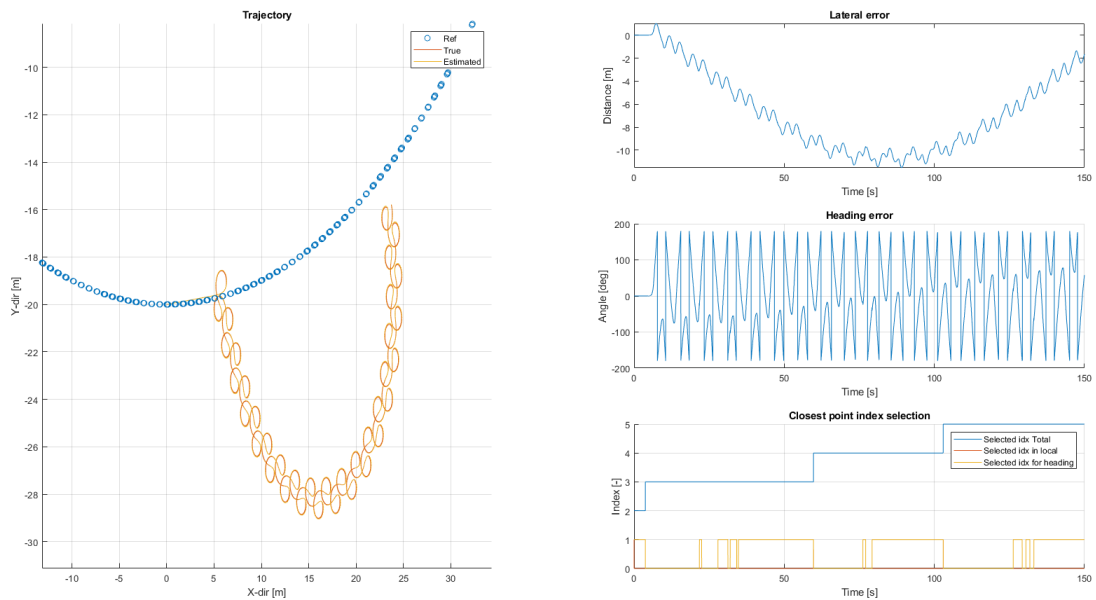 Trajectory
Ref
True
Estimated
-10
-12
-14
-16
-18
-20
-22
-24
-26
-28
-30
Y-dir [m]
-10 -5 0 5 10 15 20 25 30
X-dir [m]
Lateral error
0
-2
-4
-6
-8
-10
Distance [m]
0 50 100 150
Time [s]
Heading error
200
100
0
-100
-200
Angle [deg]
0 50 100 150
Time [s]
Closest point index selection
5
4
3
2
1
0
Index [-]
Selected idx Total
Selected idx in local
Selected idx for heading
0 50 100 150
Time [s]